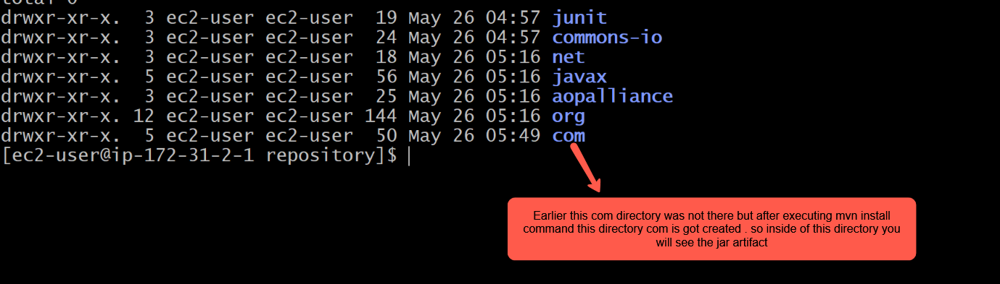 total 0
drwxr-xr-x.  3 ec2-user ec2-user  19 May 26 04:57 junit
drwxr-xr-x.  3 ec2-user ec2-user  24 May 26 04:57 commons-io
drwxr-xr-x.  3 ec2-user ec2-user  18 May 26 05:16 net
drwxr-xr-x.  5 ec2-user ec2-user  56 May 26 05:16 javax
drwxr-xr-x.  3 ec2-user ec2-user  25 May 26 05:16 aopalliance
drwxr-xr-x. 12 ec2-user ec2-user 144 May 26 05:16 org
drwxr-xr-x.  5 ec2-user ec2-user  50 May 26 05:49 com
[ec2-user@ip-172-31-2-1 repository]$
Earlier this com directory was not there but after executing mvn install
command this directory com is got created . so inside of this directory you
will see the jar artifact